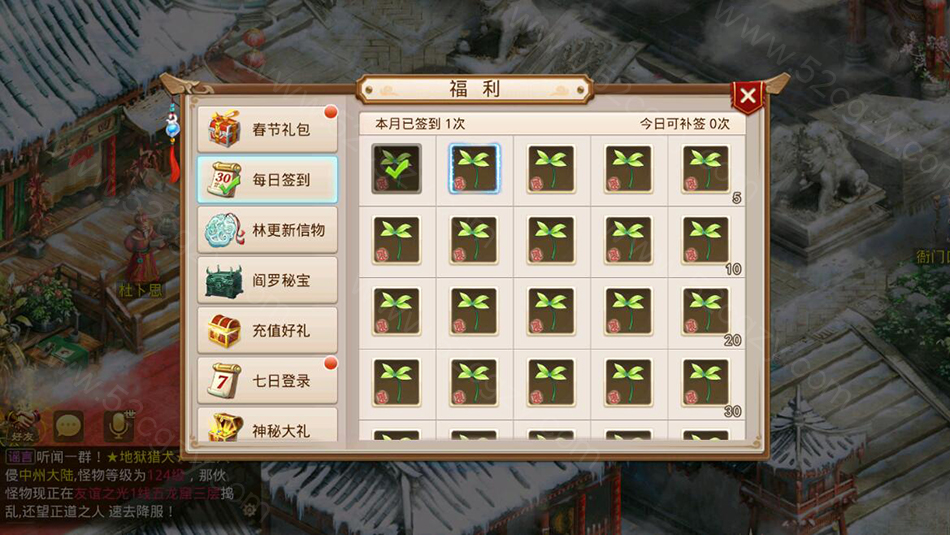 福 利
本月已签到 1次
今日可补签 0次
春节礼包
30
每日签到
林更新信物
阎罗秘宝
充值好礼
7
七日登录
神秘大礼
5
10
20
30
杜卜思
衙门口
好友
世
谣言 听闻一群！★地狱猎犬★
侵中州大陆,怪物等级为124级，那伙
怪物现正在友谊之光1线五龙窟三层捣
乱,还望正道之人 速去降服！